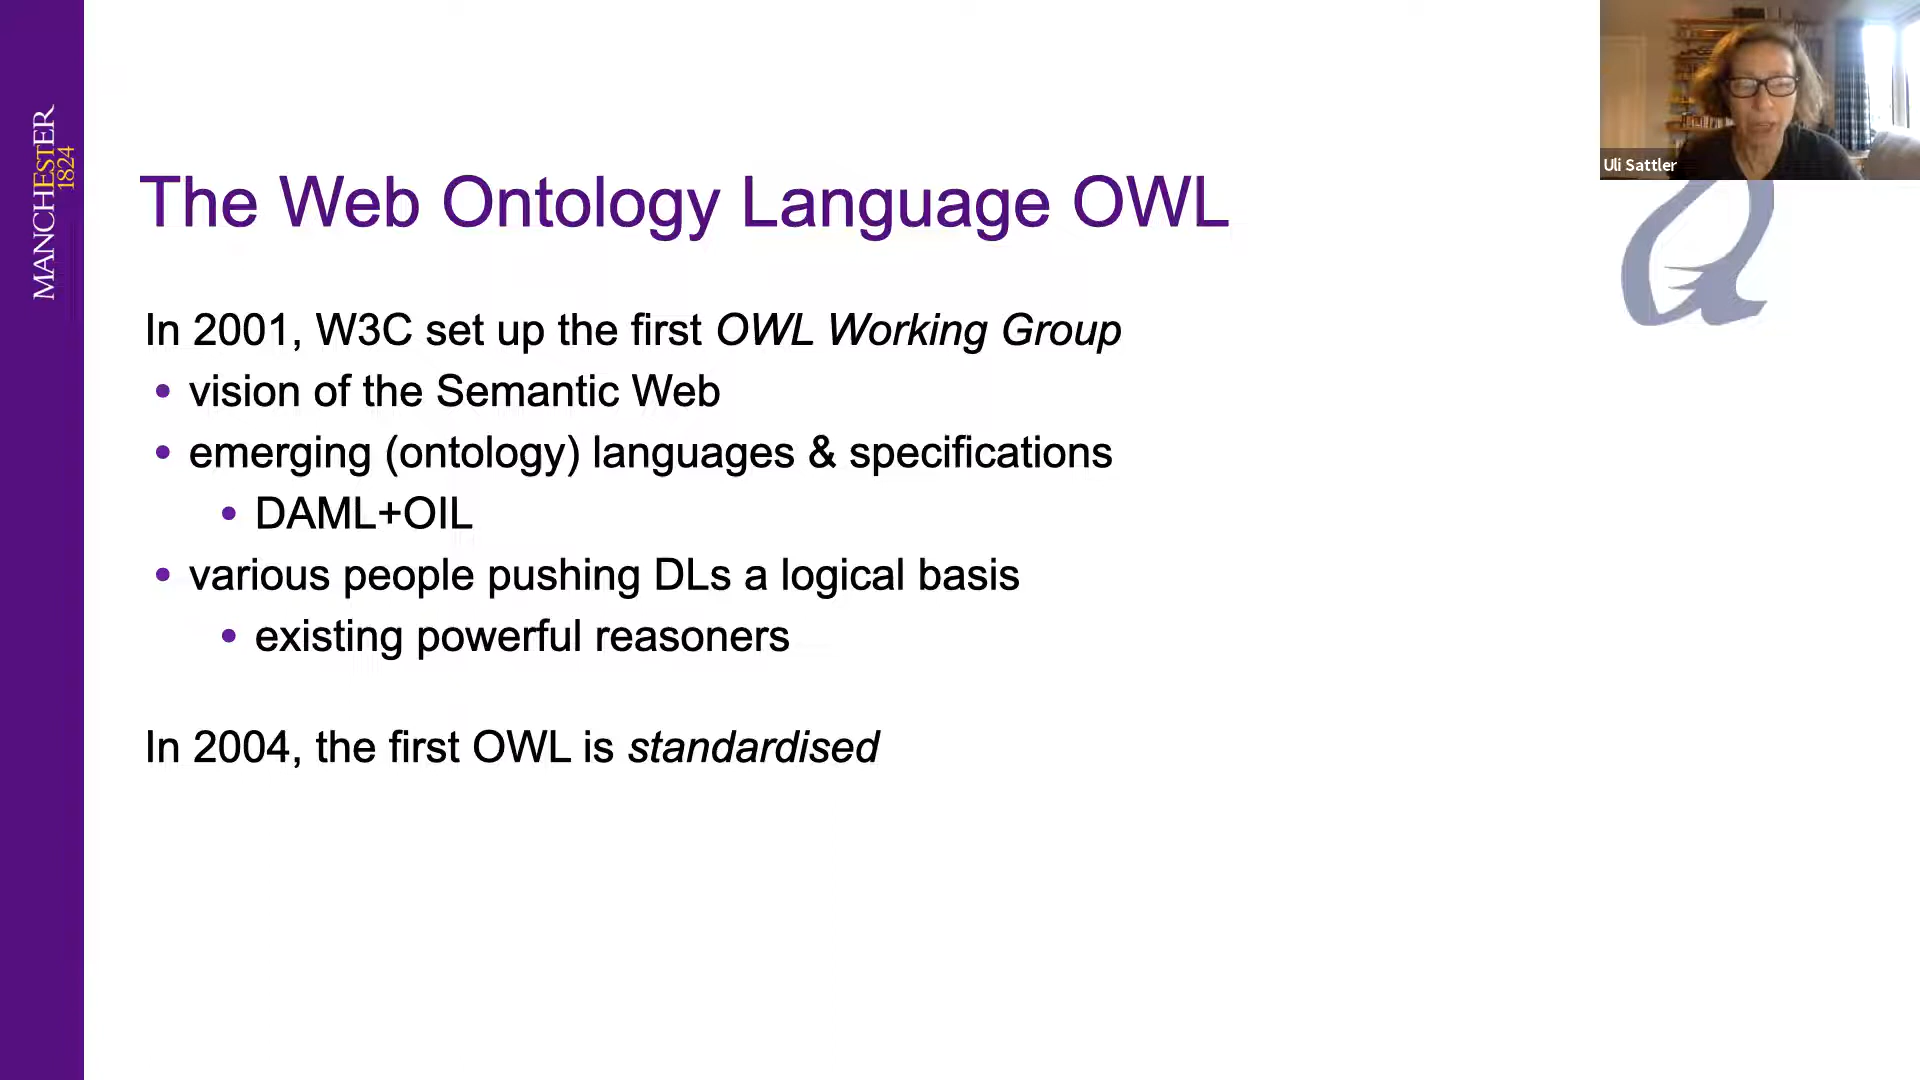 MANCHESTER
1824
Uli Sattler
The Web Ontology Language OWL
In 2001, W3C set up the first OWL Working Group
• vision of the Semantic Web
• emerging (ontology) languages & specifications
• DAML+OIL
• various people pushing DLs a logical basis
• existing powerful reasoners
In 2004, the first OWL is standardised